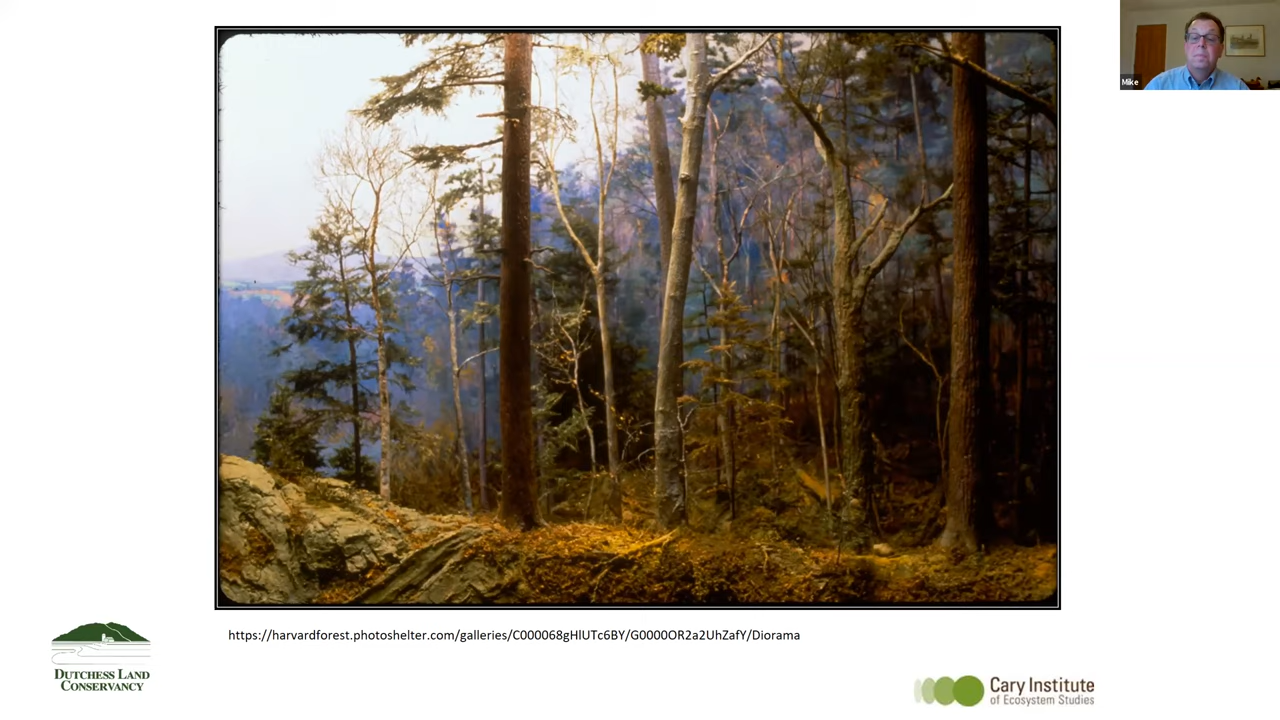 Mike
https://harvardforest.photoshelter.com/galleries/C000068gHlUTc6BY/G0000OR2a2UhZafY/Diorama
DUTCHESS LAND
CONSERVANCY
Cary Institute
of Ecosystem Studies